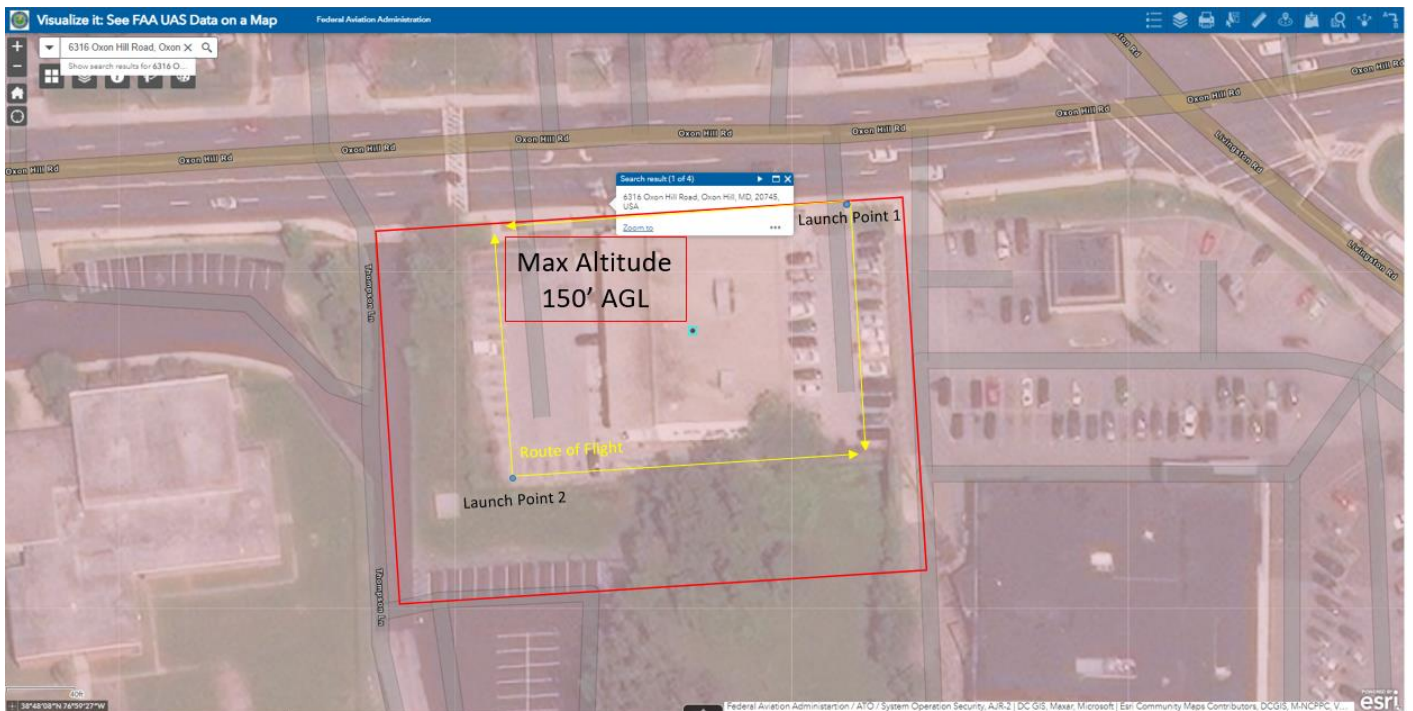 Visualize it: See FAA UAS Data on a Map
Federal Aviation Administration
6316 Oxon Hill Road, Oxon
Show search results for 6316 O...
Oxon Hill Rd
Oxon Hill Rd
Oxon Hill Rd
Livingston Rd
Oxon Hill Rd
Oxon Hill Rd
Oxon Hill Rd
Oxon Hill Rd
Oxon Hill Rd
Livingston Rd
Search result (1 of 4)
6316 Oxon Hill Road, Oxon Hill, MD, 20745,
USA
Zoom to
Launch Point 1
Max Altitude
150' AGL
Thompson Ln
Route of Flight
Launch Point 2
Thompson Ln
40ft
38°48'08"N 76°59'27"W
Federal Aviation Administartion / ATO / System Operation Security, AJR-2 | DC GIS, Maxar, Microsoft | Esri Community Maps Contributors, DCGIS, M-NCPPC, V...
POWERED BY
esri